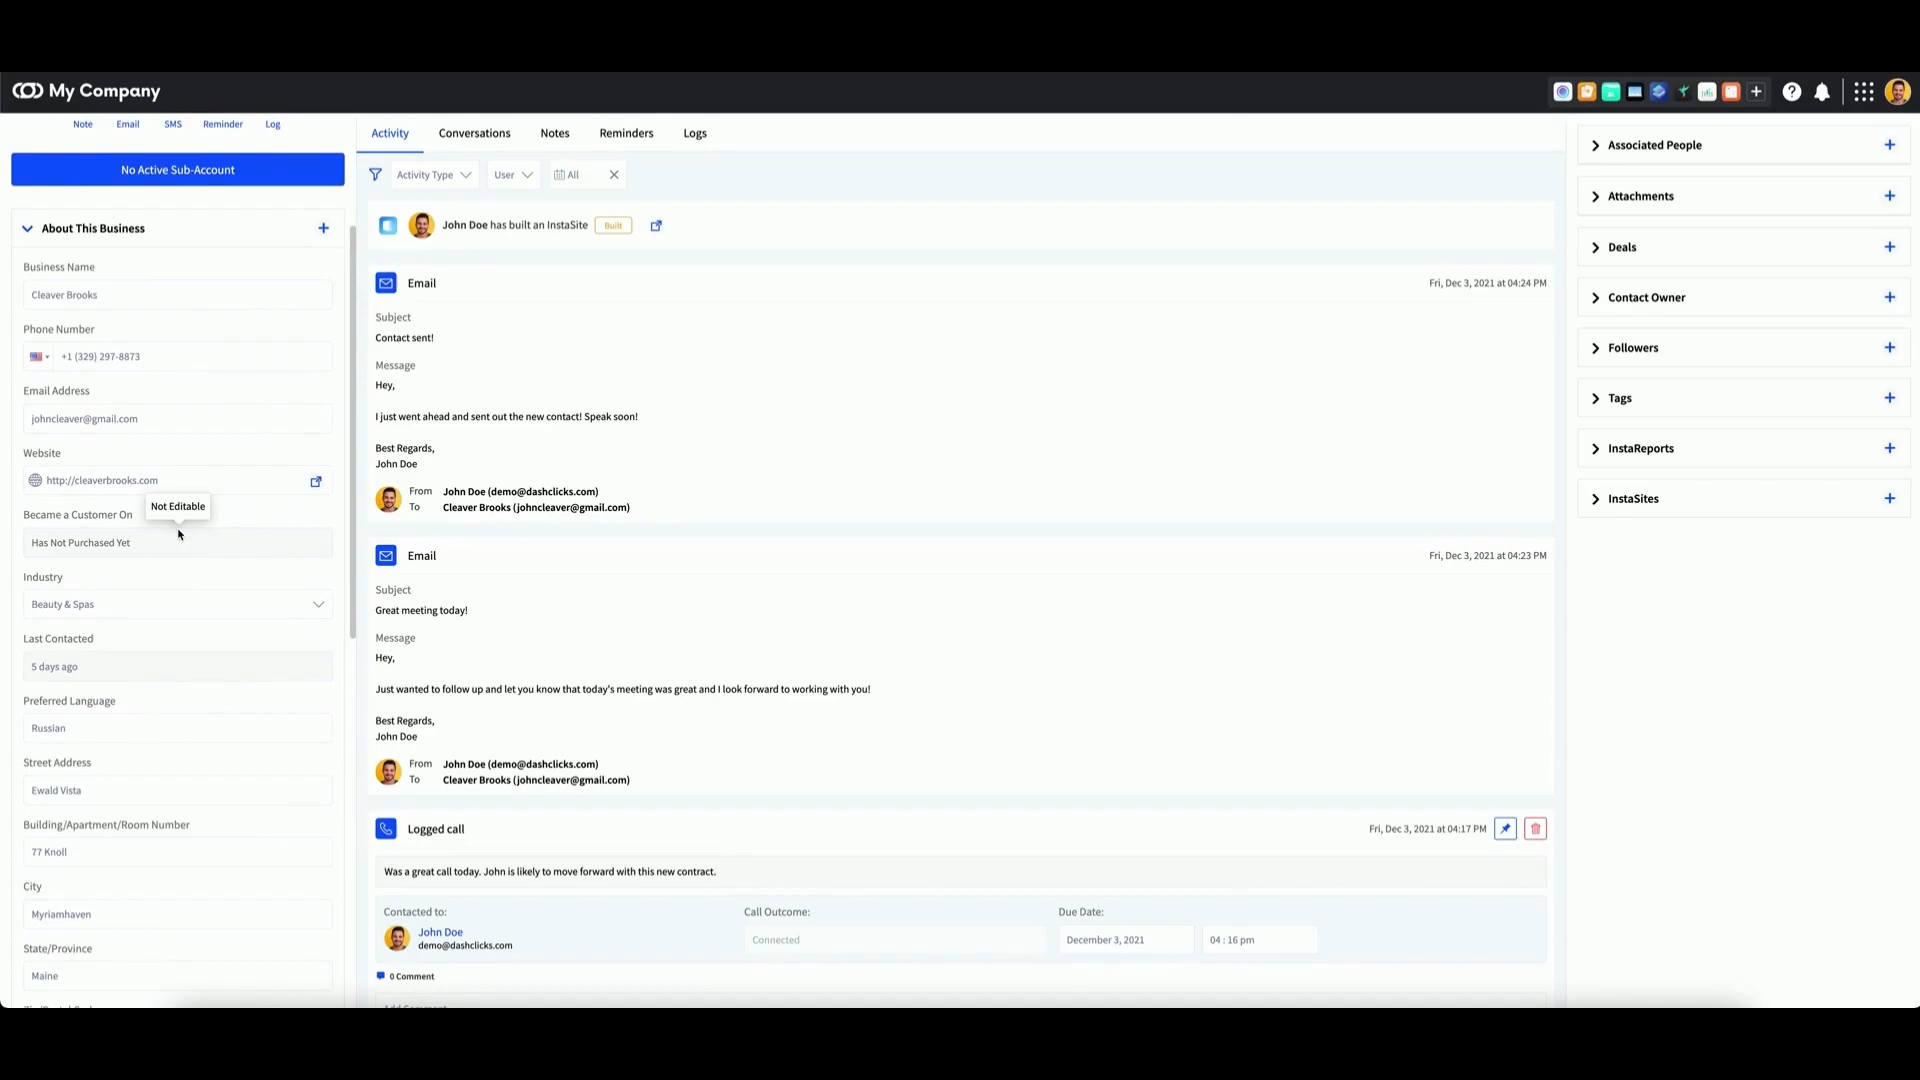 My Company
Note Email SMS Reminder Log
No Active Sub-Account
About This Business
Business Name
Cleaver Brooks
Phone Number
+1 (329) 297-8873
Email Address
johncleaver@gmail.com
Website
http://cleaverbrooks.com
Not Editable
Became a Customer On
Has Not Purchased Yet
Industry
Beauty & Spas
Last Contacted
5 days ago
Preferred Language
Russian
Street Address
Ewald Vista
Building/Apartment/Room Number
77 Knoll
City
Myriamhaven
State/Province
Maine
Activity Conversations Notes Reminders Logs
Activity Type User All
John Doe has built an InstaSite Built
Email Fri, Dec 3, 2021 at 04:24 PM
Subject
Contact sent!
Message
Hey,
I just went ahead and sent out the new contact! Speak soon!
Best Regards,
John Doe
From John Doe (demo@dashclicks.com)
To Cleaver Brooks (johncleaver@gmail.com)
Email Fri, Dec 3, 2021 at 04:23 PM
Subject
Great meeting today!
Message
Hey,
Just wanted to follow up and let you know that today's meeting was great and I look forward to working with you!
Best Regards,
John Doe
From John Doe (demo@dashclicks.com)
To Cleaver Brooks (johncleaver@gmail.com)
Logged call Fri, Dec 3, 2021 at 04:17 PM
Was a great call today. John is likely to move forward with this new contract.
Contacted to: Call Outcome: Due Date:
John Doe
demo@dashclicks.com
Connected
December 3, 2021 04 : 16 pm
0 Comment
Associated People
Attachments
Deals
Contact Owner
Followers
Tags
InstaReports
InstaSites